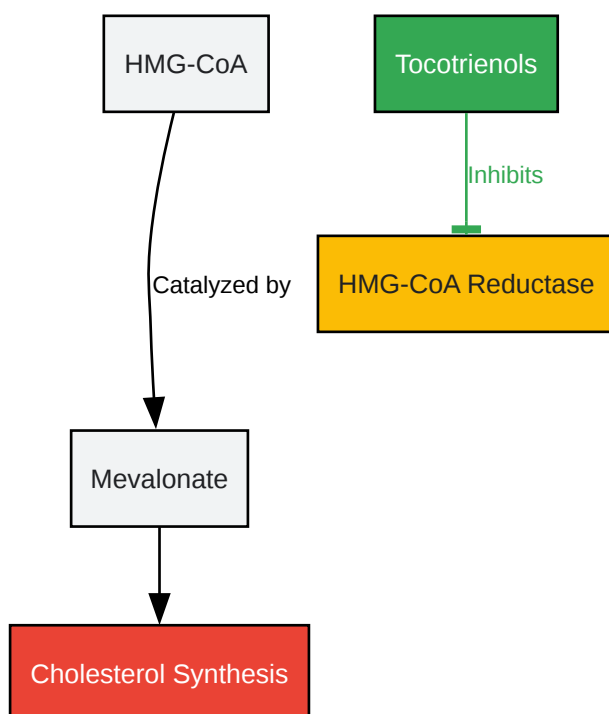 HMG-CoA
Tocotrienols
Inhibits
Catalyzed by
HMG-CoA Reductase
Mevalonate
Cholesterol Synthesis